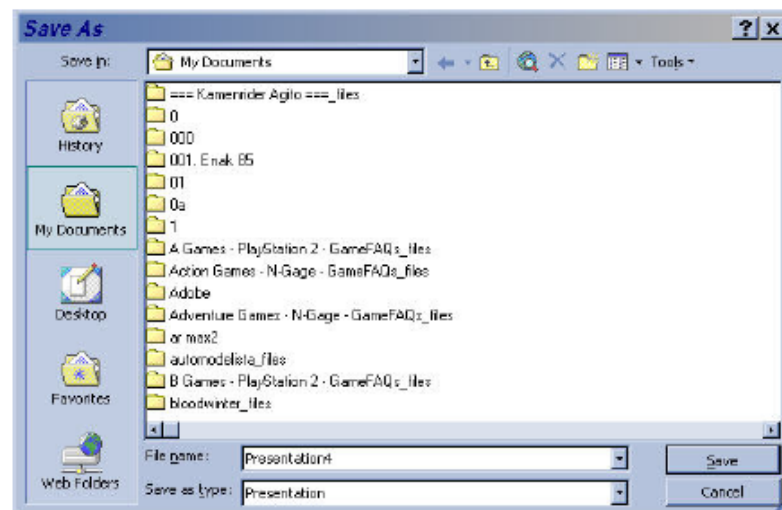 Save As
Save in: My Documents Tools
=== Kamenrider Agito ===_files
0
000
001. Enak 85
01
0a
1
A Games - PlayStation 2 - GameFAQs_files
Action Games - N-Gage - GameFAQs_files
Adobe
Adventure Games - N-Gage - GameFAQs_files
ar max2
automodelista_files
B Games - PlayStation 2 - GameFAQs_files
bloodwinter_files
History
My Documents
Desktop
Favorites
Web Folders
File name: Presentation4 Save
Save as type: Presentation Cancel